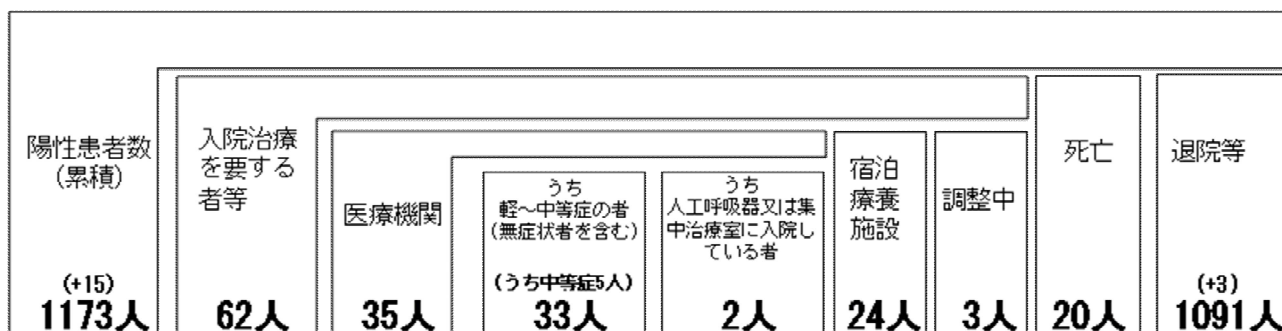 陽性患者数
(累積)
(+15)
1173人
入院治療
を要する
者等
62人
医療機関
35人
うち
軽～中等症の者
(無症状者を含む)
(うち中等症5人)
33人
うち
人工呼吸器又は集
中治療室に入院し
ている者
2人
宿泊
療養
施設
24人
調整中
3人
死亡
20人
退院等
(+3)
1091人